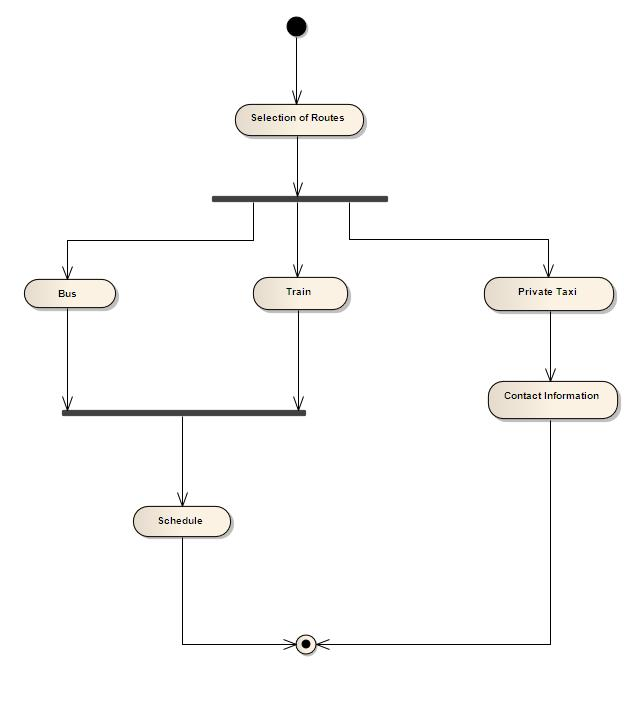 Selection of Routes
Bus
Train
Private Taxi
Contact Information
Schedule